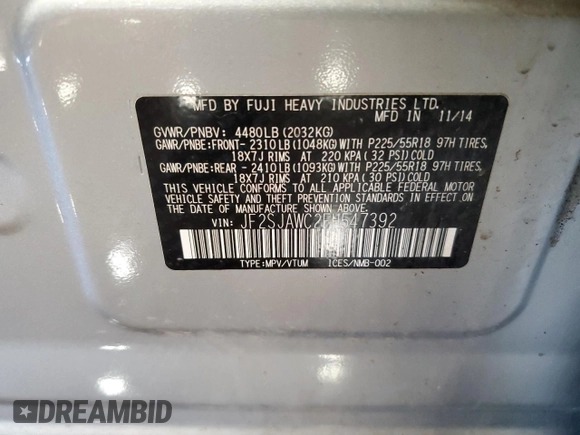 MFD BY FUJI HEAVY INDUSTRIES LTD.
MFD IN 11/14
GVWR/PNBV: 4480LB (2032KG)
GAWR/PNBE:FRONT- 2310LB (1048KG) WITH P225/55R18 97H TIRES,
18X7J RIMS AT 220 KPA (32 PSI) COLD
GAWR/PNBE:REAR - 2410LB (1093KG) WITH P225/55R18 97H TIRES,
18X7J RIMS AT 210 KPA (30 PSI) COLD
THIS VEHICLE CONFORMS TO ALL APPLICABLE FEDERAL MOTOR
VEHICLE SAFETY AND BUMPER STANDARDS IN EFFECT ON
THE DATE OF MANUFACTURE SHOWN ABOVE.
VIN: JF2SJAWC2FH547392
TYPE:MPV/VTUM ICES/NMB-002
DREAMBID